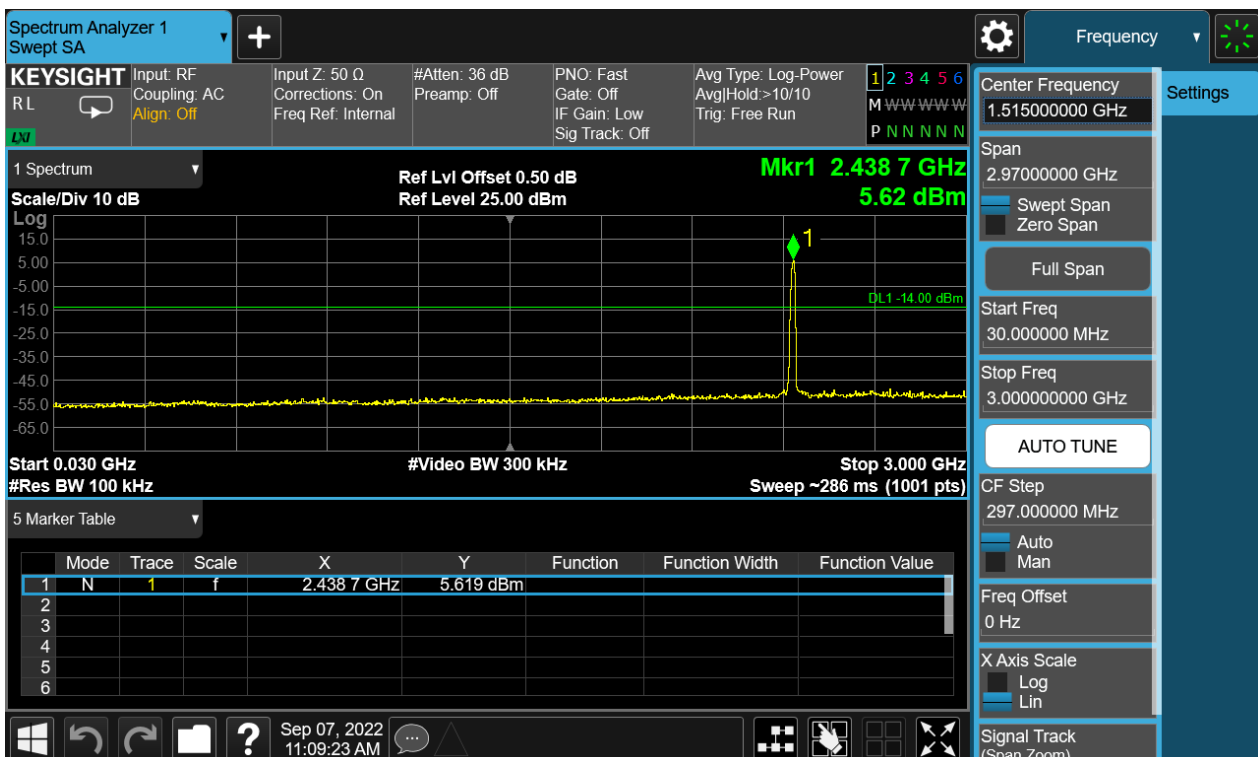 Spectrum Analyzer 1
Swept SA
Frequency
KEYSIGHT
R L
LXI
Input: RF
Coupling: AC
Align: Off
Input Z: 50 Ω
Corrections: On
Freq Ref: Internal
#Atten: 36 dB
Preamp: Off
PNO: Fast
Gate: Off
IF Gain: Low
Sig Track: Off
Avg Type: Log-Power
Avg|Hold:>10/10
Trig: Free Run
1 2 3 4 5 6
M W W W W W
P N N N N N
1 Spectrum
Scale/Div 10 dB
Ref Lvl Offset 0.50 dB
Ref Level 25.00 dBm
Mkr1 2.438 7 GHz
5.62 dBm
Log
15.0
5.00
-5.00
-15.0
-25.0
-35.0
-45.0
-55.0
-65.0
1
DL1 -14.00 dBm
Start 0.030 GHz
#Res BW 100 kHz
#Video BW 300 kHz
Stop 3.000 GHz
Sweep ~286 ms (1001 pts)
5 Marker Table
Mode Trace Scale X Y Function Function Width Function Value
1 N 1 f 2.438 7 GHz 5.619 dBm
2
3
4
5
6
Sep 07, 2022
11:09:23 AM
Center Frequency
1.515000000 GHz
Settings
Span
2.97000000 GHz
Swept Span
Zero Span
Full Span
Start Freq
30.000000 MHz
Stop Freq
3.000000000 GHz
AUTO TUNE
CF Step
297.000000 MHz
Auto
Man
Freq Offset
0 Hz
X Axis Scale
Log
Lin
Signal Track
(Span Zoom)